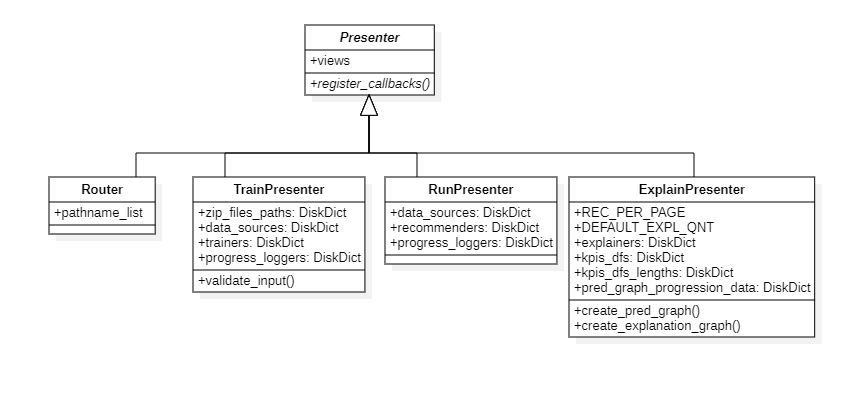 Presenter
+views
+register_callbacks()
Router
+pathname_list
TrainPresenter
+zip_files_paths: DiskDict
+data_sources: DiskDict
+trainers: DiskDict
+progress_loggers: DiskDict
+validate_input()
RunPresenter
+data_sources: DiskDict
+recommenders: DiskDict
+progress_loggers: DiskDict
ExplainPresenter
+REC_PER_PAGE
+DEFAULT_EXPL_QNT
+explainers: DiskDict
+kpis_dfs: DiskDict
+kpis_dfs_lengths: DiskDict
+pred_graph_progression_data: DiskDict
+create_pred_graph()
+create_explanation_graph()